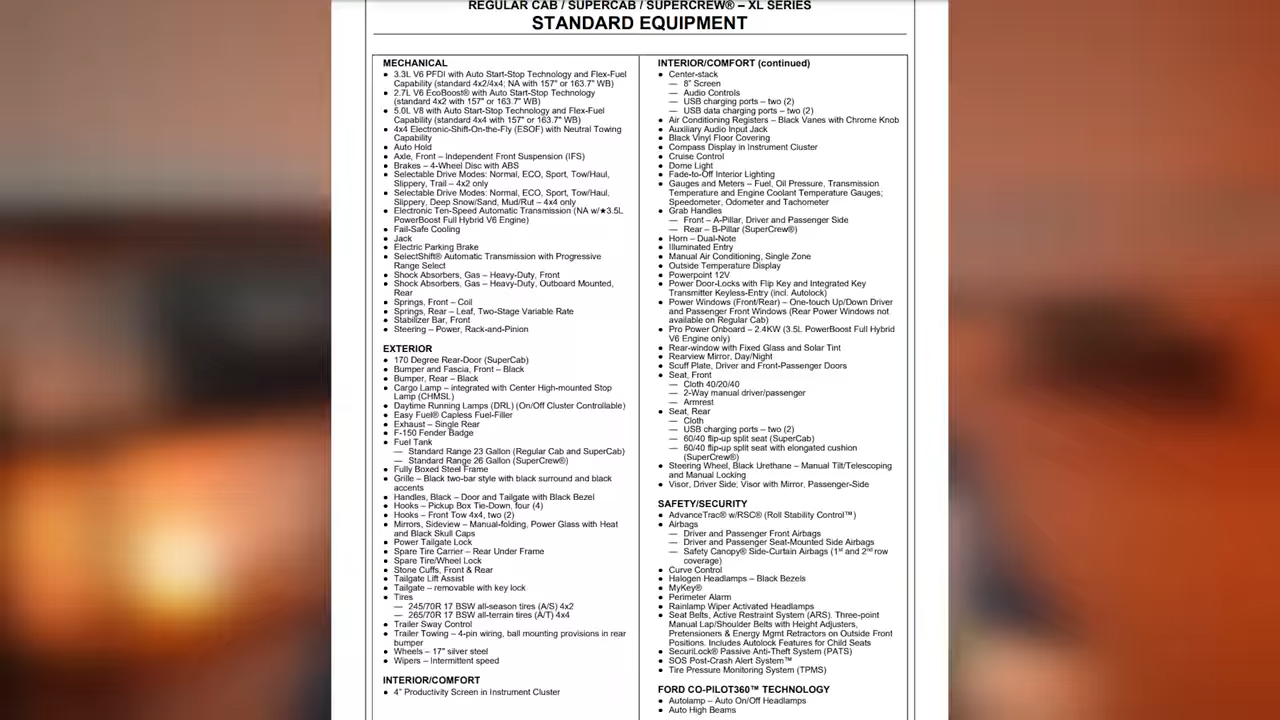 REGULAR CAB / SUPERCAB / SUPERCREW® – XL SERIES
STANDARD EQUIPMENT
MECHANICAL
● 3.3L V6 PFDI with Auto Start-Stop Technology and Flex-Fuel
Capability (standard 4x2/4x4; NA with 157" or 163.7" WB)
● 2.7L V6 EcoBoost® with Auto Start-Stop Technology
(standard 4x2 with 157" or 163.7" WB)
● 5.0L V8 with Auto Start-Stop Technology and Flex-Fuel
Capability (standard 4x4 with 157" or 163.7" WB)
● 4x4 Electronic-Shift-On-the-Fly (ESOF) with Neutral Towing
Capability
● Auto Hold
● Axle, Front – Independent Front Suspension (IFS)
● Brakes – 4-Wheel Disc with ABS
● Selectable Drive Modes: Normal, ECO, Sport, Tow/Haul,
Slippery, Trail – 4x2 only
● Selectable Drive Modes: Normal, ECO, Sport, Tow/Haul,
Slippery, Deep Snow/Sand, Mud/Rut – 4x4 only
● Electronic Ten-Speed Automatic Transmission (NA w/★3.5L
PowerBoost Full Hybrid V6 Engine)
● Fail-Safe Cooling
● Jack
● Electric Parking Brake
● SelectShift® Automatic Transmission with Progressive
Range Select
● Shock Absorbers, Gas – Heavy-Duty, Front
● Shock Absorbers, Gas – Heavy-Duty, Outboard Mounted,
Rear
● Springs, Front – Coil
● Springs, Rear – Leaf, Two-Stage Variable Rate
● Stabilizer Bar, Front
● Steering – Power, Rack-and-Pinion
EXTERIOR
● 170 Degree Rear-Door (SuperCab)
● Bumper and Fascia, Front – Black
● Bumper, Rear – Black
● Cargo Lamp – integrated with Center High-mounted Stop
Lamp (CHMSL)
● Daytime Running Lamps (DRL) (On/Off Cluster Controllable)
● Easy Fuel® Capless Fuel-Filler
● Exhaust – Single Rear
● F-150 Fender Badge
● Fuel Tank
— Standard Range 23 Gallon (Regular Cab and SuperCab)
— Standard Range 26 Gallon (SuperCrew®)
● Fully Boxed Steel Frame
● Grille – Black two-bar style with black surround and black
accents
● Handles, Black – Door and Tailgate with Black Bezel
● Hooks – Pickup Box Tie-Down, four (4)
● Hooks – Front Tow 4x4, two (2)
● Mirrors, Sideview – Manual-folding, Power Glass with Heat
and Black Skull Caps
● Power Tailgate Lock
● Spare Tire Carrier – Rear Under Frame
● Spare Tire/Wheel Lock
● Stone Cuffs, Front & Rear
● Tailgate Lift Assist
● Tailgate – removable with key lock
● Tires
— 245/70R 17 BSW all-season tires (A/S) 4x2
— 265/70R 17 BSW all-terrain tires (A/T) 4x4
● Trailer Sway Control
● Trailer Towing – 4-pin wiring, ball mounting provisions in rear
bumper
● Wheels – 17" silver steel
● Wipers – Intermittent speed
INTERIOR/COMFORT
● 4" Productivity Screen in Instrument Cluster
INTERIOR/COMFORT (continued)
● Center-stack
— 8" Screen
— Audio Controls
— USB charging ports – two (2)
— USB data charging ports – two (2)
● Air Conditioning Registers – Black Vanes with Chrome Knob
● Auxiliary Audio Input Jack
● Black Vinyl Floor Covering
● Compass Display in Instrument Cluster
● Cruise Control
● Dome Light
● Fade-to-Off Interior Lighting
● Gauges and Meters – Fuel, Oil Pressure, Transmission
Temperature and Engine Coolant Temperature Gauges;
Speedometer, Odometer and Tachometer
● Grab Handles
— Front – A-Pillar, Driver and Passenger Side
— Rear – B-Pillar (SuperCrew®)
● Horn – Dual-Note
● Illuminated Entry
● Manual Air Conditioning, Single Zone
● Outside Temperature Display
● Powerpoint 12V
● Power Door-Locks with Flip Key and Integrated Key
Transmitter Keyless-Entry (incl. Autolock)
● Power Windows (Front/Rear) – One-touch Up/Down Driver
and Passenger Front Windows (Rear Power Windows not
available on Regular Cab)
● Pro Power Onboard – 2.4KW (3.5L PowerBoost Full Hybrid
V6 Engine only)
● Rear-window with Fixed Glass and Solar Tint
● Rearview Mirror, Day/Night
● Scuff Plate, Driver and Front-Passenger Doors
● Seat, Front
— Cloth 40/20/40
— 2-Way manual driver/passenger
— Armrest
● Seat, Rear
— Cloth
— USB charging ports – two (2)
— 60/40 flip-up split seat (SuperCab)
— 60/40 flip-up split seat with elongated cushion
(SuperCrew®)
● Steering Wheel, Black Urethane – Manual Tilt/Telescoping
and Manual Locking
● Visor, Driver Side; Visor with Mirror, Passenger-Side
SAFETY/SECURITY
● AdvanceTrac® w/RSC® (Roll Stability Control™)
● Airbags
— Driver and Passenger Front Airbags
— Driver and Passenger Seat-Mounted Side Airbags
— Safety Canopy® Side-Curtain Airbags (1st and 2nd row
coverage)
● Curve Control
● Halogen Headlamps – Black Bezels
● MyKey®
● Perimeter Alarm
● Rainlamp Wiper Activated Headlamps
● Seat Belts, Active Restraint System (ARS). Three-point
Manual Lap/Shoulder Belts with Height Adjusters,
Pretensioners & Energy Mgmt Retractors on Outside Front
Positions. Includes Autolock Features for Child Seats
● SecuriLock® Passive Anti-Theft System (PATS)
● SOS Post-Crash Alert System™
● Tire Pressure Monitoring System (TPMS)
FORD CO-PILOT360™ TECHNOLOGY
● Autolamp – Auto On/Off Headlamps
● Auto High Beams